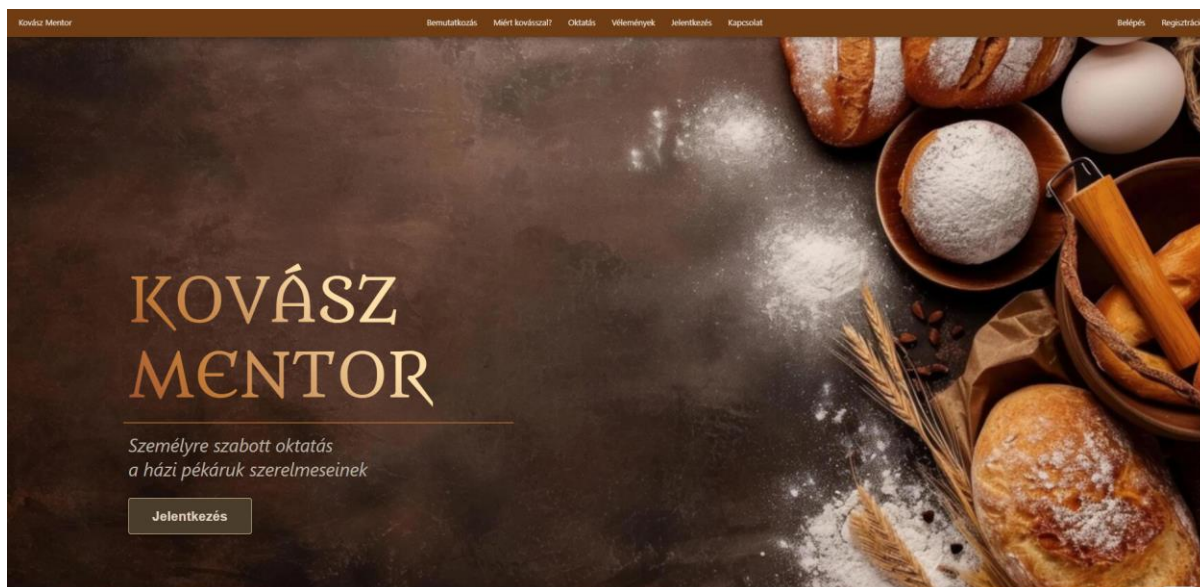 Kovász Mentor Bemutatkozás Miért kovásszal? Oktatás Vélemények Jelentkezés Kapcsolat Belépés
KOVÁSZ
MENTOR
Személyre szabott oktatás
a házi pékáruk szerelmeseinek
Jelentkezés